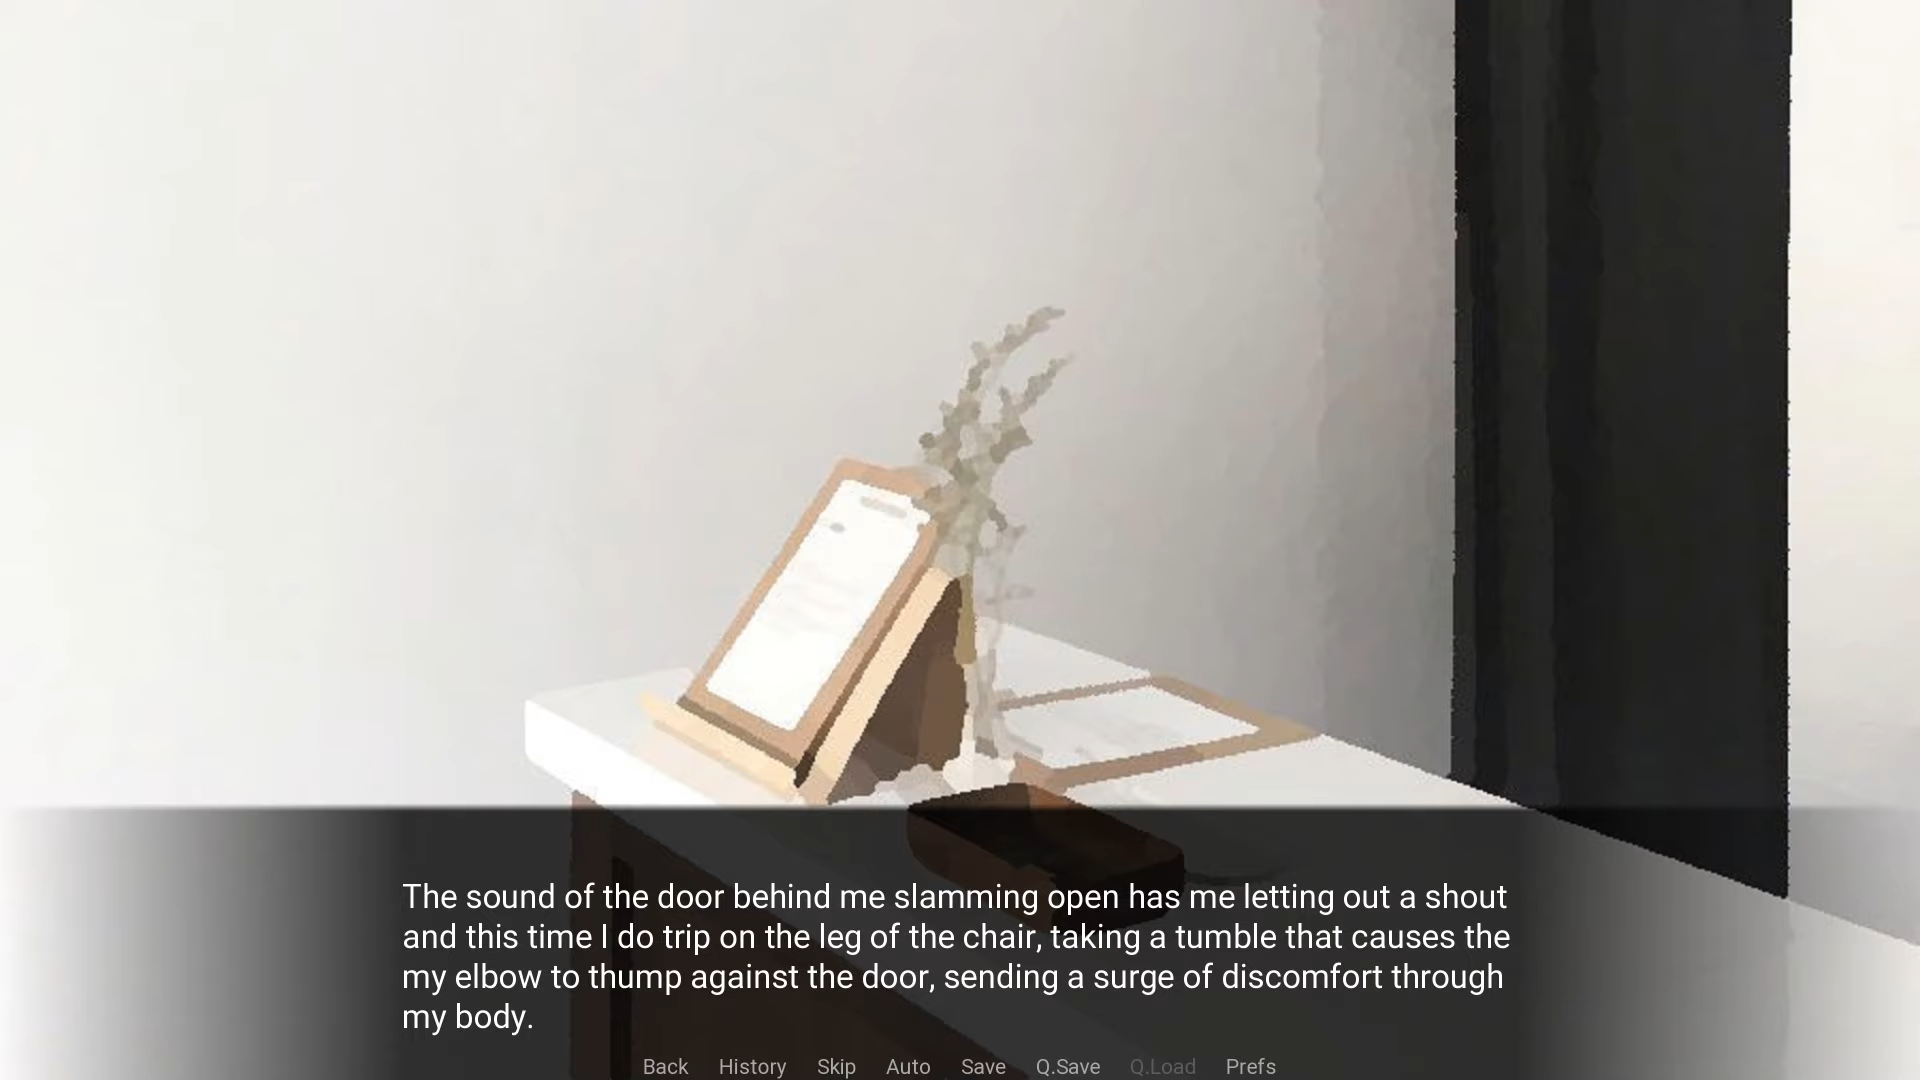 The sound of the door behind me slamming open has me letting out a shout
and this time I do trip on the leg of the chair, taking a tumble that causes the
my elbow to thump against the door, sending a surge of discomfort through
my body.
Back History Skip Auto Save Q.Save Q.Load Prefs